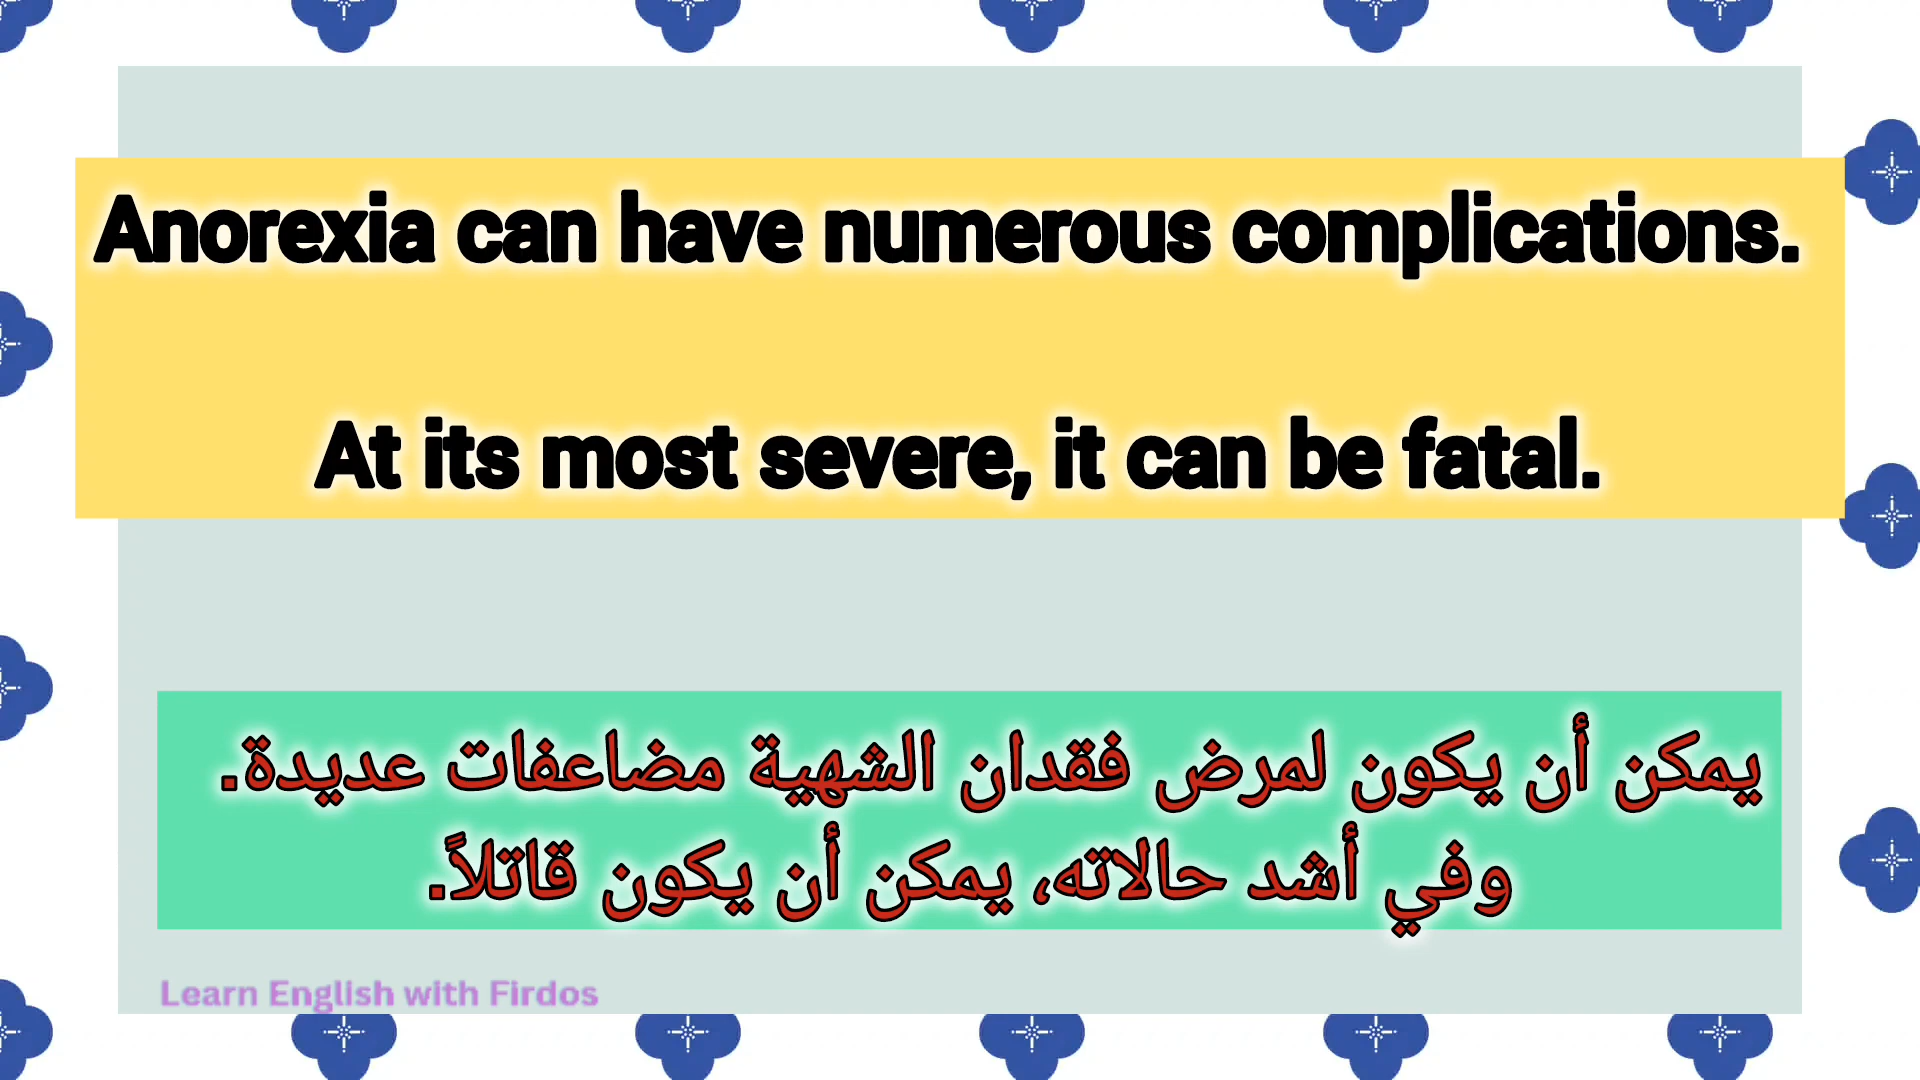 Anorexia can have numerous complications.
At its most severe, it can be fatal.
يمكن أن يكون لمرض فقدان الشهية مضاعفات عديدة.
وفي أشد حالاته، يمكن أن يكون قاتلاً.
Learn English with Firdos